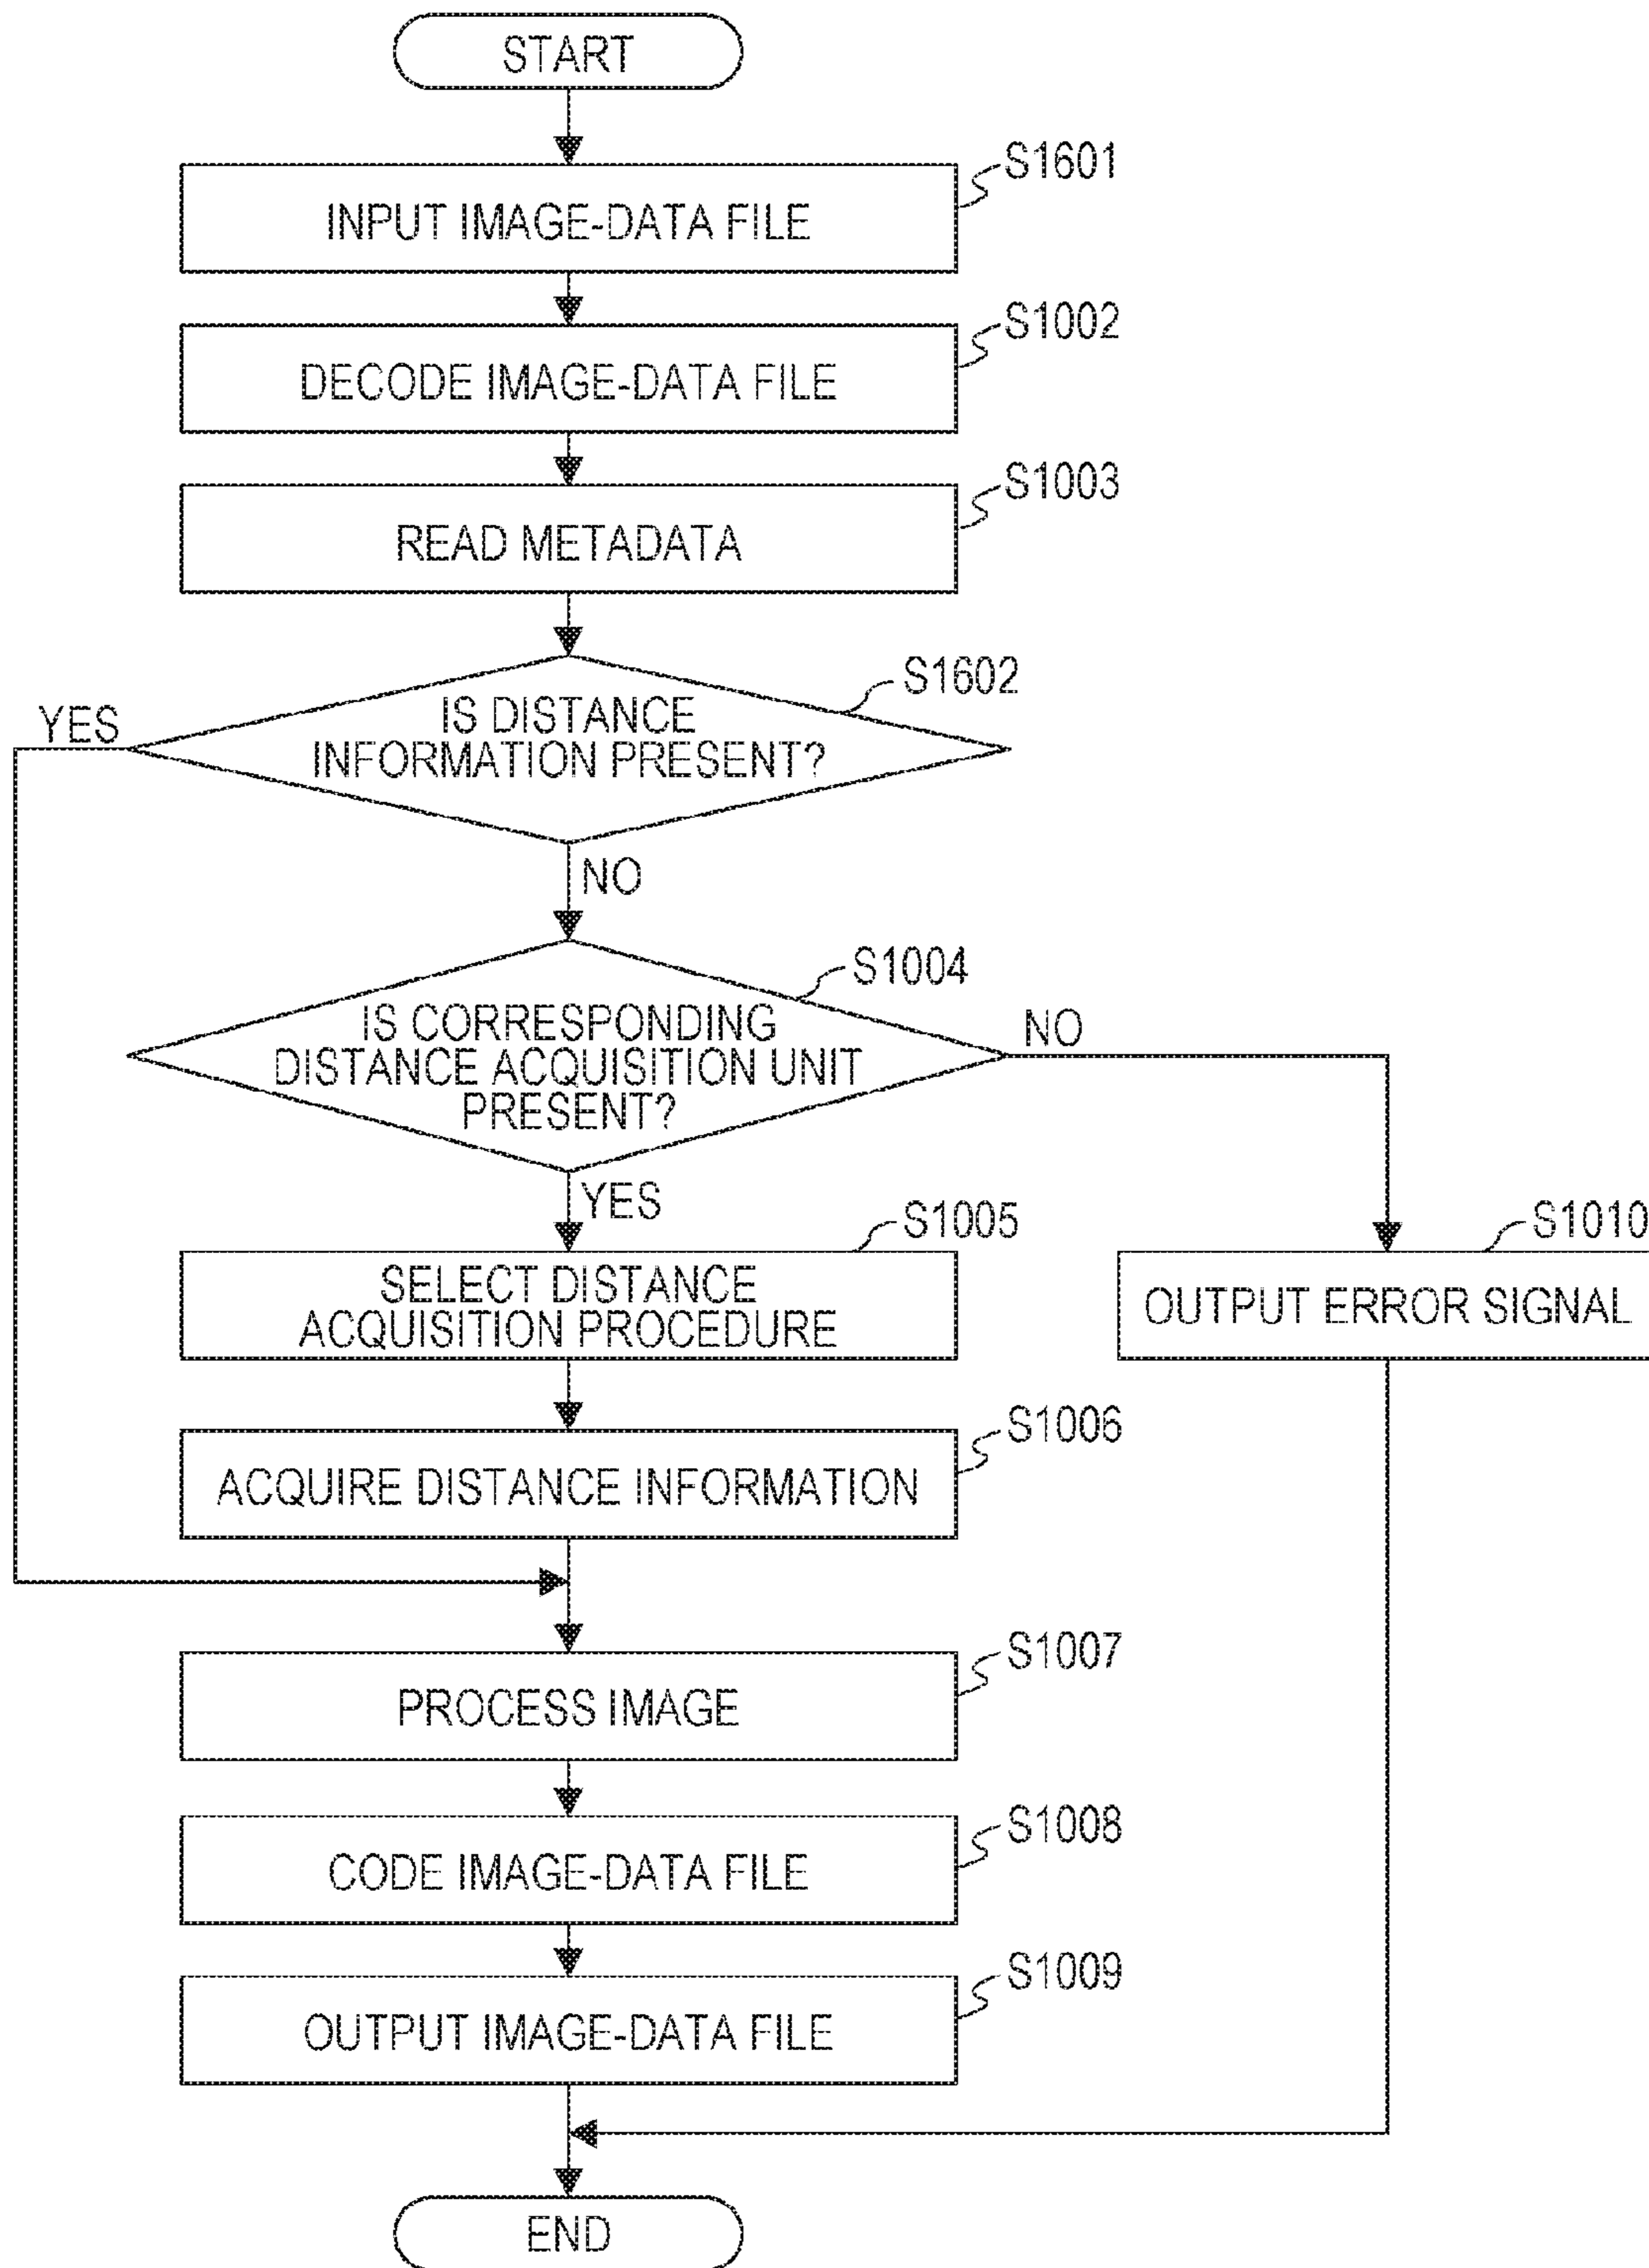 START
S1601
INPUT IMAGE-DATA FILE
S1002
DECODE IMAGE-DATA FILE
S1003
READ METADATA
S1602
YES
IS DISTANCE
INFORMATION PRESENT?
NO
S1004
IS CORRESPONDING
DISTANCE ACQUISITION UNIT
PRESENT?
NO
YES
S1005
SELECT DISTANCE
ACQUISITION PROCEDURE
S1010
OUTPUT ERROR SIGNAL
S1006
ACQUIRE DISTANCE INFORMATION
S1007
PROCESS IMAGE
S1008
CODE IMAGE-DATA FILE
S1009
OUTPUT IMAGE-DATA FILE
END